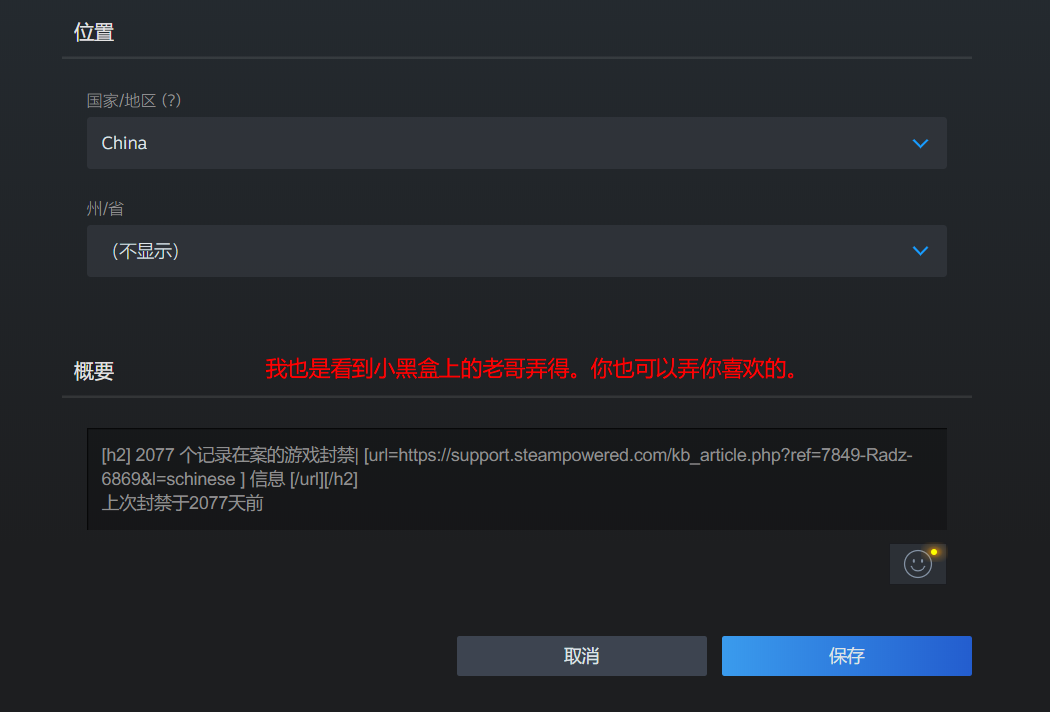 位置
国家/地区 (?)
China
州/省
(不显示)
概要
我也是看到小黑盒上的老哥弄得。你也可以弄你喜欢的。
[h2] 2077 个记录在案的游戏封禁| [url=https://support.steampowered.com/kb_article.php?ref=7849-Radz-
6869&l=schinese ] 信息 [/url][/h2]
上次封禁于2077天前
取消
保存